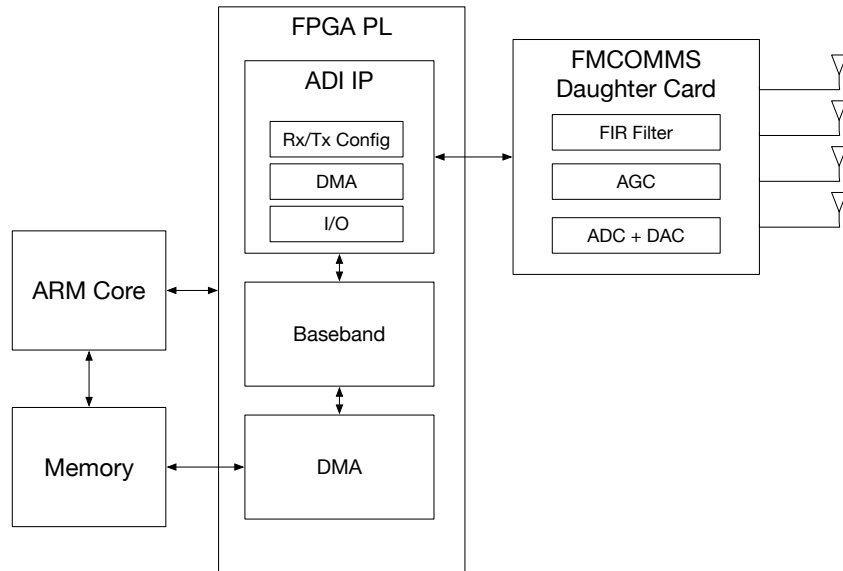 FPGA PL
ADI IP
Rx/Tx Config
DMA
I/O
FMCOMMS
Daughter Card
FIR Filter
AGC
ADC + DAC
ARM Core
Baseband
Memory
DMA